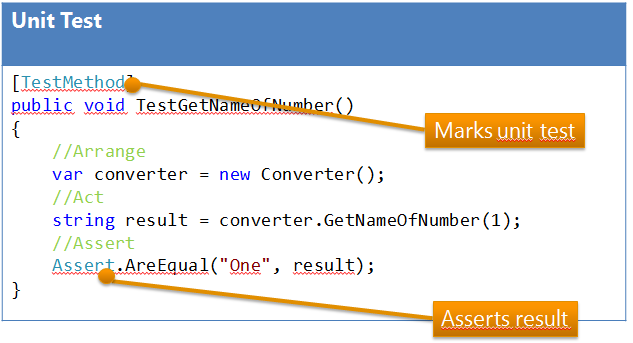 Unit Test
[TestMethod]
public void TestGetNameOfNumber()
Marks unit test
{
//Arrange
var converter = new Converter();
//Act
string result = converter.GetNameOfNumber(1);
//Assert
Assert.AreEqual("One", result);
}
Asserts result